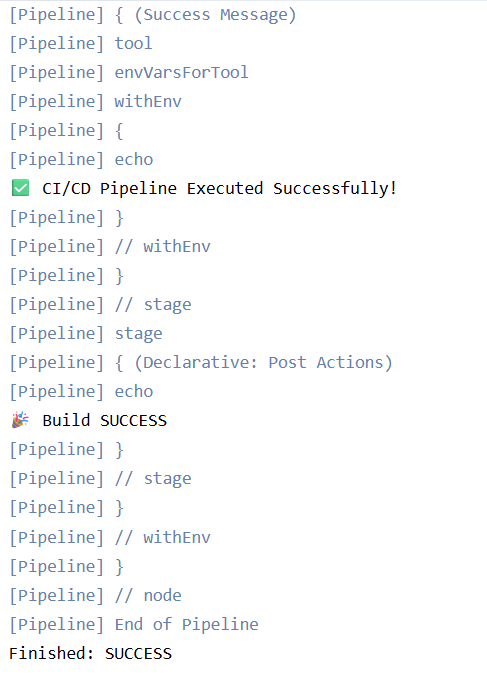 [Pipeline] { (Success Message)
[Pipeline] tool
[Pipeline] envVarsForTool
[Pipeline] withEnv
[Pipeline] {
[Pipeline] echo
✅ CI/CD Pipeline Executed Successfully!
[Pipeline] }
[Pipeline] // withEnv
[Pipeline] }
[Pipeline] // stage
[Pipeline] stage
[Pipeline] { (Declarative: Post Actions)
[Pipeline] echo
🎉 Build SUCCESS
[Pipeline] }
[Pipeline] // stage
[Pipeline] }
[Pipeline] // withEnv
[Pipeline] }
[Pipeline] // node
[Pipeline] End of Pipeline
Finished: SUCCESS